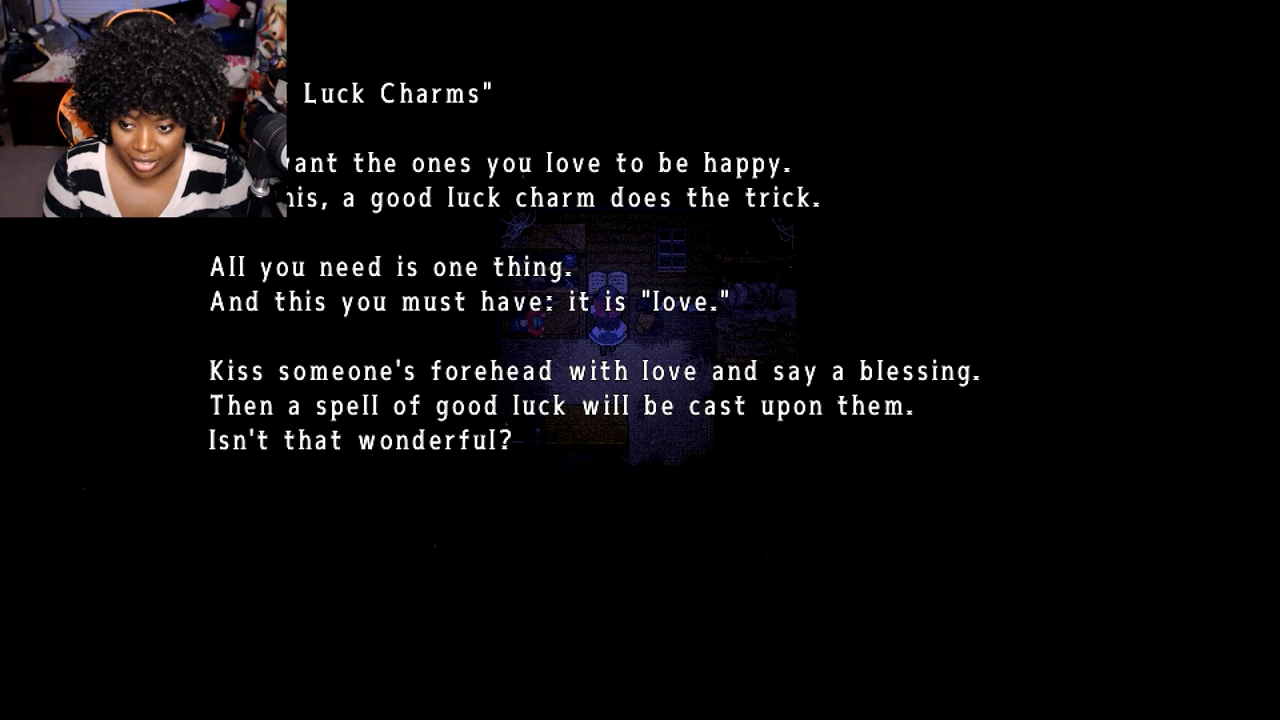 Luck Charms"
ant the ones you love to be happy.
his, a good luck charm does the trick.
All you need is one thing.
And this you must have: it is "love."
Kiss someone's forehead with love and say a blessing.
Then a spell of good luck will be cast upon them.
Isn't that wonderful?